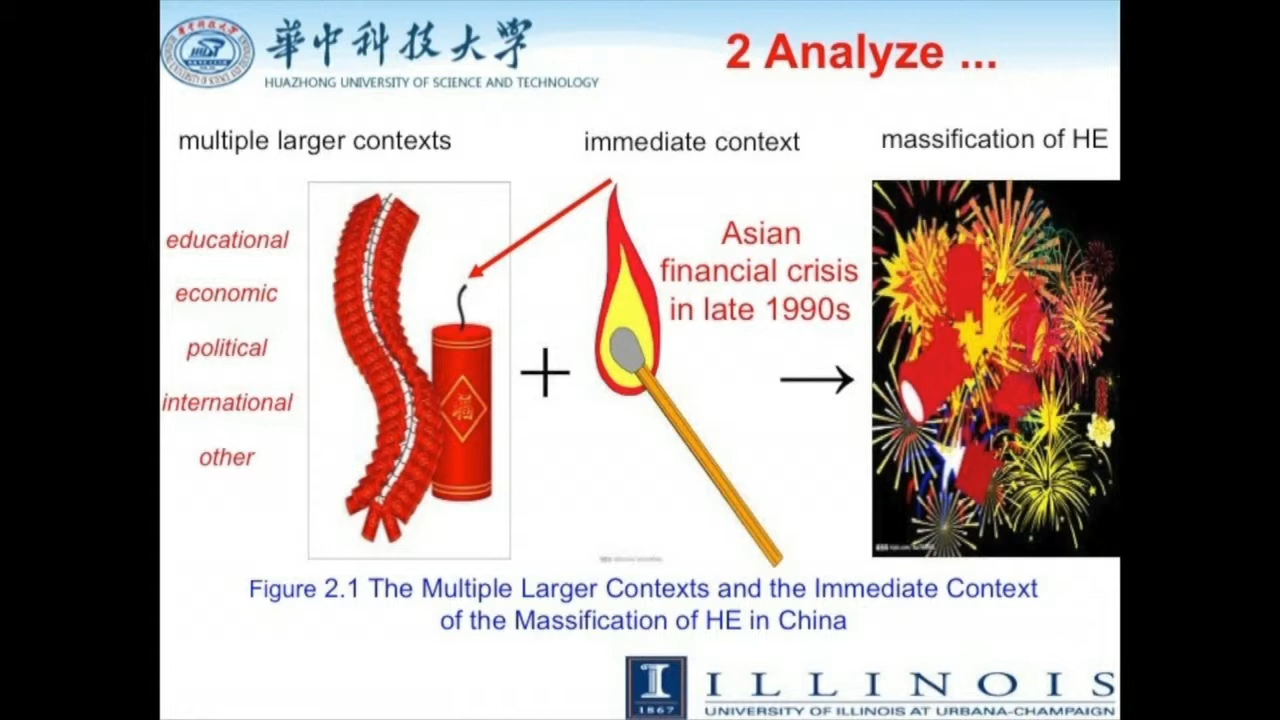 華中科技大學
HUAZHONG UNIVERSITY OF SCIENCE AND TECHNOLOGY
2 Analyze ...
multiple larger contexts
immediate context
massification of HE
educational
economic
political
international
other
福
Asian
financial crisis
in late 1990s
+
→
Figure 2.1 The Multiple Larger Contexts and the Immediate Context
of the Massification of HE in China
I
1867
ILLINOIS
UNIVERSITY OF ILLINOIS AT URBANA-CHAMPAIGN